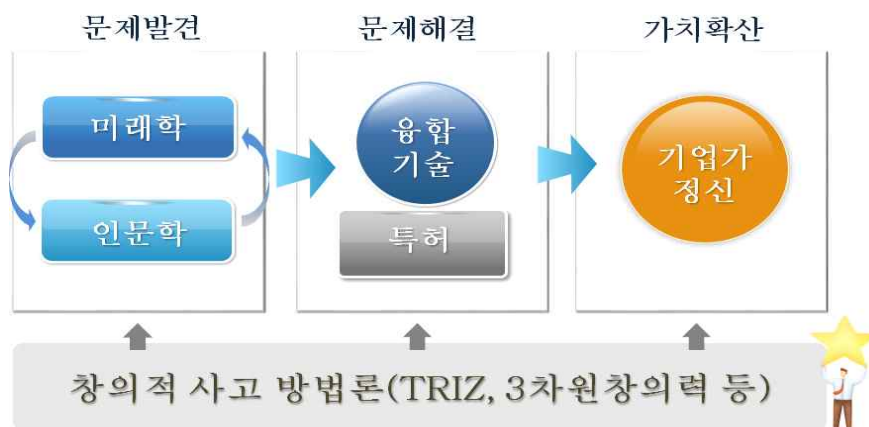 문제발견
문제해결
가치확산
미래학
인문학
융합
기술
특허
기업가
정신
창의적 사고 방법론(TRIZ, 3차원창의력 등)